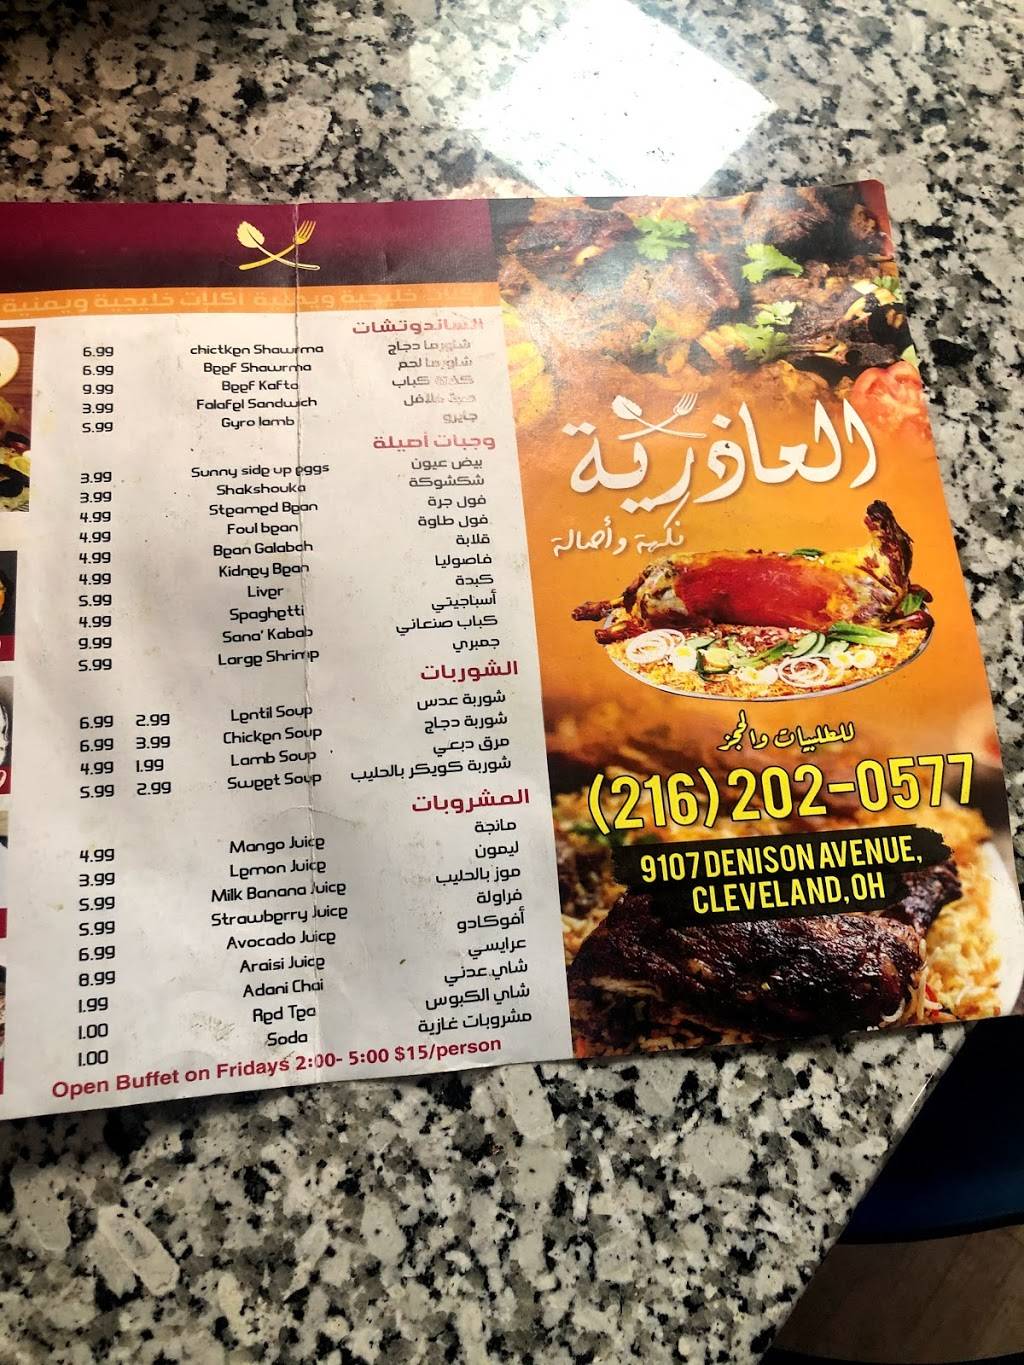 خليجية ويمنية اكلات خليجية ويمنية
الساندوتشات
6.99 chictken Shawrma شاورما دجاج
6.99 Beef Shawrma شاورما لحم
9.99 Beef Kafta كباب
3.99 Falafel Sandwich فلافل
5.99 Gyro lamb جايرو
وجبات أصيلة
3.99 Sunny side up eggs بيض عيون
3.99 Shakshouka شكشوكة
4.99 Steamed Bean فول جرة
4.99 Foul bean فول طاوة
4.99 Bean Galabah قلابة
4.99 Kidney Bean فاصوليا
5.99 Liver كبدة
4.99 Spaghetti أسباجيتي
9.99 Sana' Kabab كباب صنعاني
5.99 Large Shrimp جمبري
الشوربات
6.99 2.99 Lentil Soup شوربة عدس
6.99 3.99 Chicken Soup شوربة دجاج
4.99 1.99 Lamb Soup مرق
5.99 2.99 Sweet Soup شوربة كويكر بالحليب
المشروبات
4.99 Mango Juice مانجة
3.99 Lemon Juice ليمون
5.99 Milk Banana Juice موز بالحليب
5.99 Strawberry Juice فراولة
6.99 Avocado Juice أفوكادو
8.99 Araisi Juice عرايسي
1.99 Adani Chai شاي عدني
1.00 Red Tea شاي الكبوس
1.00 Soda مشروبات غازية
Open Buffet on Fridays 2:00- 5:00 $15/person
العاذرية
نكهة وأصالة
للطلبيات والحجز
(216) 202-0577
9107 DENISON AVENUE,
CLEVELAND, OH